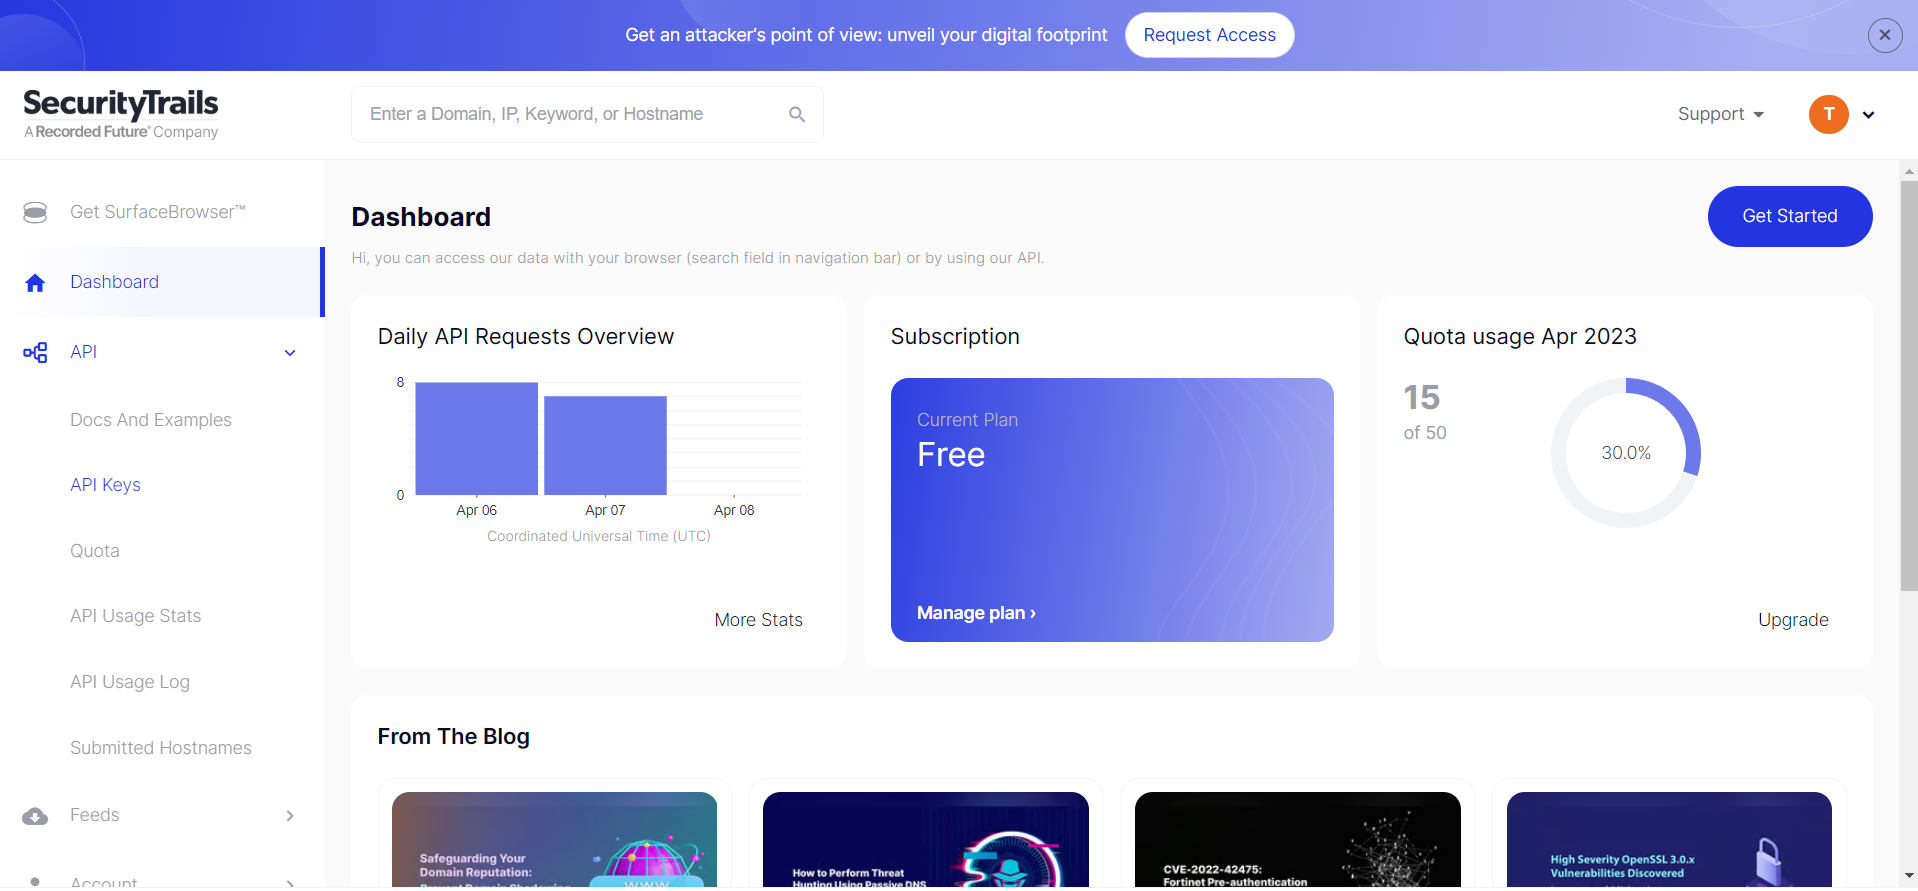 Get an attacker's point of view: unveil your digital footprint
Request Access
SecurityTrails
A Recorded Future® Company
Enter a Domain, IP, Keyword, or Hostname
Support
T
Get SurfaceBrowser™
Dashboard
API
Docs And Examples
API Keys
Quota
API Usage Stats
API Usage Log
Submitted Hostnames
Feeds
Account
Dashboard
Get Started
Hi, you can access our data with your browser (search field in navigation bar) or by using our API.
Daily API Requests Overview
8
0
Apr 06
Apr 07
Apr 08
Coordinated Universal Time (UTC)
More Stats
Subscription
Current Plan
Free
Manage plan ›
Quota usage Apr 2023
15
of 50
30.0%
Upgrade
From The Blog
Safeguarding Your
Domain Reputation:
Prevent Domain Shadowing
WWW
How to Perform Threat
Hunting Using Passive DNS
CVE-2022-42475:
Fortinet Pre-authentication
High Severity OpenSSL 3.0.x
Vulnerabilities Discovered